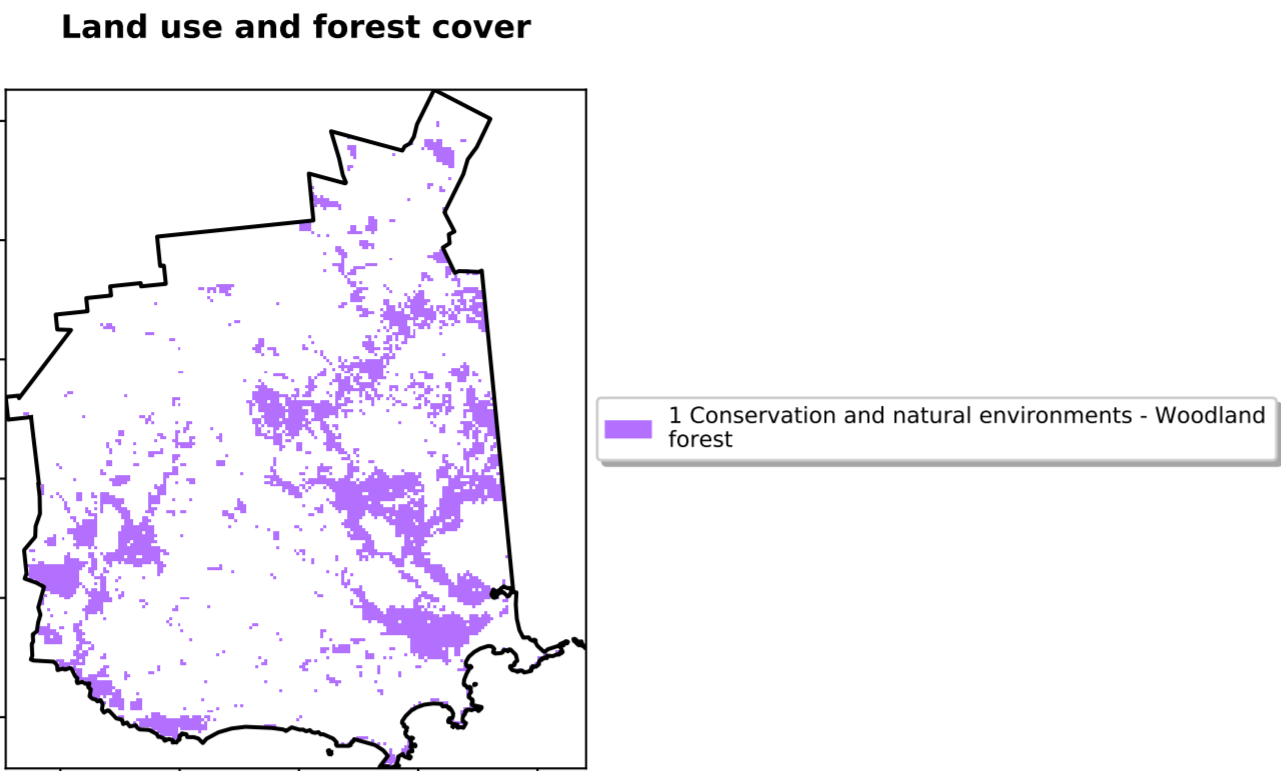 Land use and forest cover
1 Conservation and natural environments - Woodland
forest